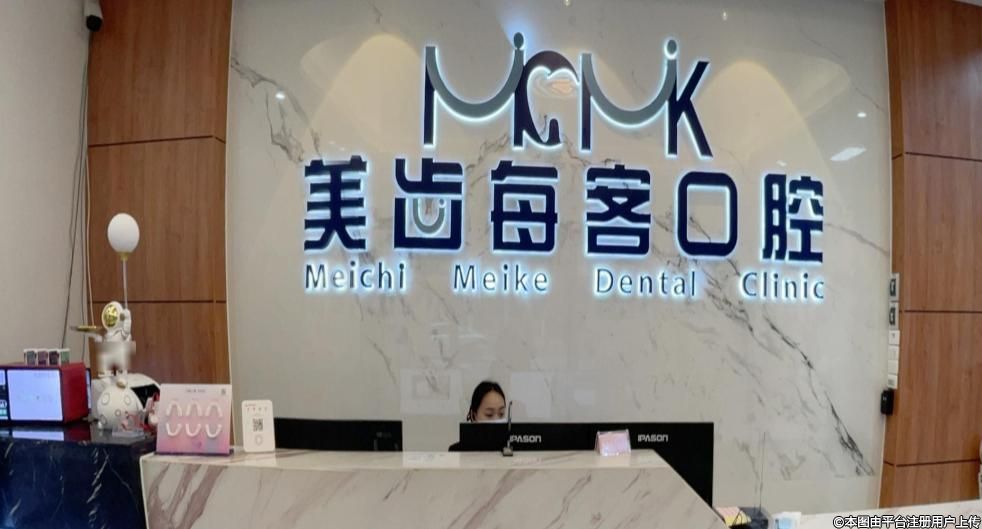 MCMK
美齿每客口腔
Meichi Meike Dental Clinic
IPASON
IPASON
©本图由平台注册用户上传